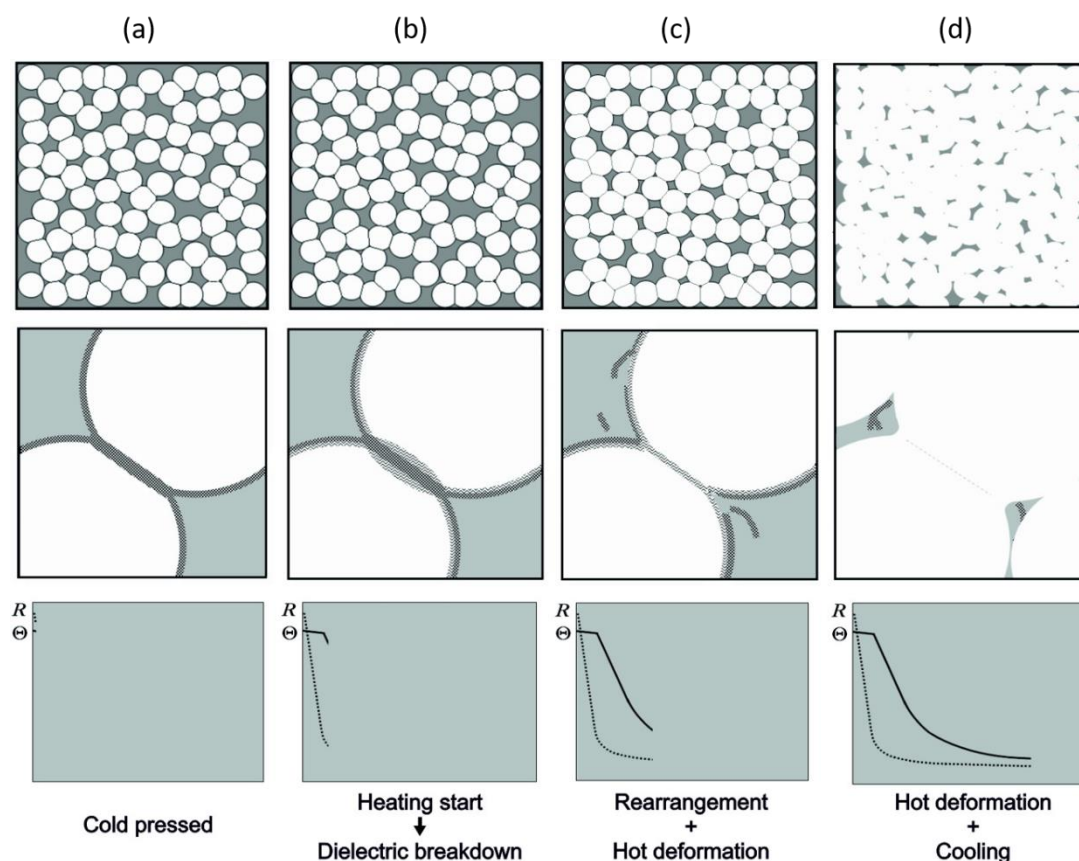 (a) (b) (c) (d)
R R R R
Θ Θ Θ Θ
Cold pressed
Heating start
Dielectric breakdown
Rearrangement
+
Hot deformation
Hot deformation
+
Cooling